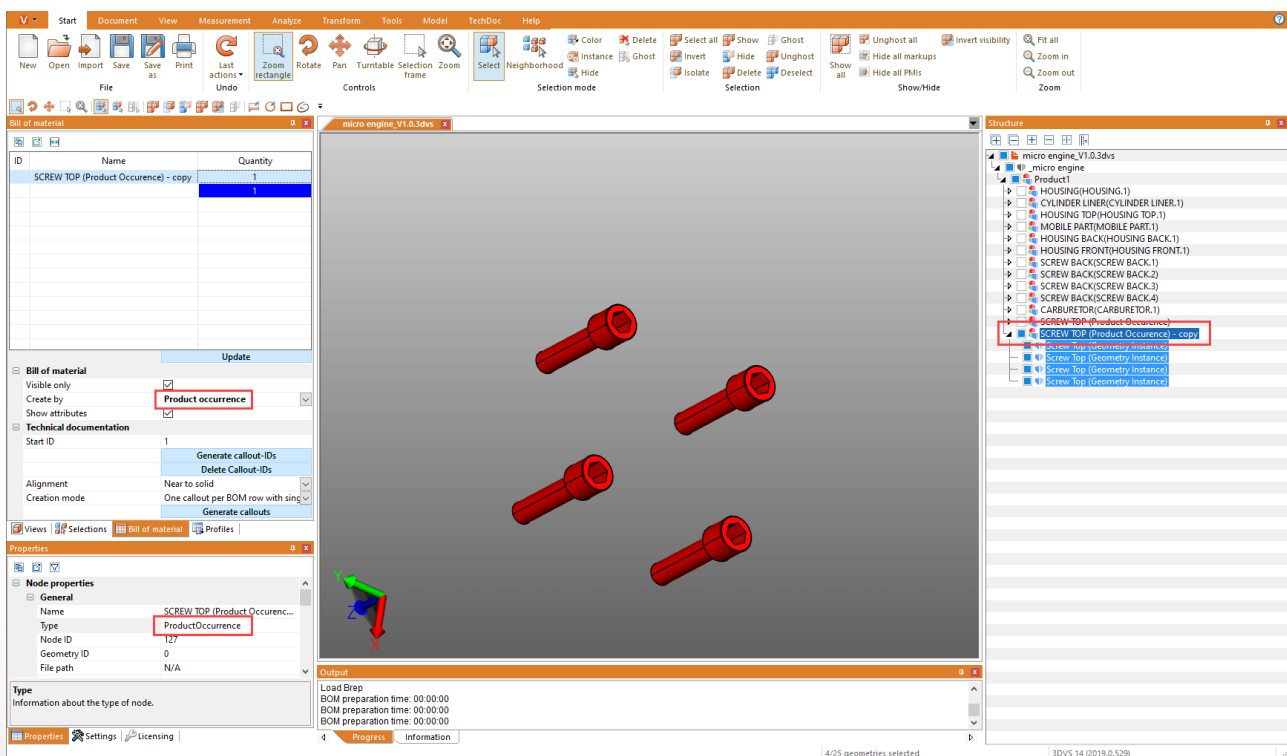 V Start Document View Measurement Analyze Transform Tools Model TechDoc Help ?
New Open Import Save Save as Print
File
Last actions
Undo
Zoom rectangle Rotate Pan Turntable Selection frame Zoom
Controls
Select Neighborhood Color Delete
Instance Ghost
Hide
Selection mode
Select all Show Ghost
Invert Hide Unghost
Isolate Delete Deselect
Selection
Show all
Unghost all Invert visibility
Hide all markups
Hide all PMIs
Show/Hide
Fit all
Zoom in
Zoom out
Zoom
Bill of material
ID Name Quantity
SCREW TOP (Product Occurence) - copy 1
1
Update
Bill of material
Visible only
Create by Product occurrence
Show attributes
Technical documentation
Start ID 1
Generate callout-IDs
Delete Callout-IDs
Alignment Near to solid
Creation mode One callout per BOM row with sing
Generate callouts
Views Selections Bill of material Profiles
Properties
Node properties
General
Name SCREW TOP (Product Occurenc...
Type ProductOccurrence
Node ID 127
Geometry ID 0
File path N/A
Type
Information about the type of node.
Properties Settings Licensing
micro engine_V1.0.3dvs
Y
Z
X
Output
Load Brep
BOM preparation time: 00:00:00
BOM preparation time: 00:00:00
BOM preparation time: 00:00:00
Progress Information
Structure
micro engine_V1.0.3dvs
_micro engine
Product1
HOUSING(HOUSING.1)
CYLINDER LINER(CYLINDER LINER.1)
HOUSING TOP(HOUSING TOP.1)
MOBILE PART(MOBILE PART.1)
HOUSING BACK(HOUSING BACK.1)
HOUSING FRONT(HOUSING FRONT.1)
SCREW BACK(SCREW BACK.1)
SCREW BACK(SCREW BACK.2)
SCREW BACK(SCREW BACK.3)
SCREW BACK(SCREW BACK.4)
CARBURETOR(CARBURETOR.1)
SCREW TOP (Product Occurence)
SCREW TOP (Product Occurence) - copy
Screw Top (Geometry Instance)
Screw Top (Geometry Instance)
Screw Top (Geometry Instance)
Screw Top (Geometry Instance)
4/25 geometries selected
3DVS 14 (2019.0.529)